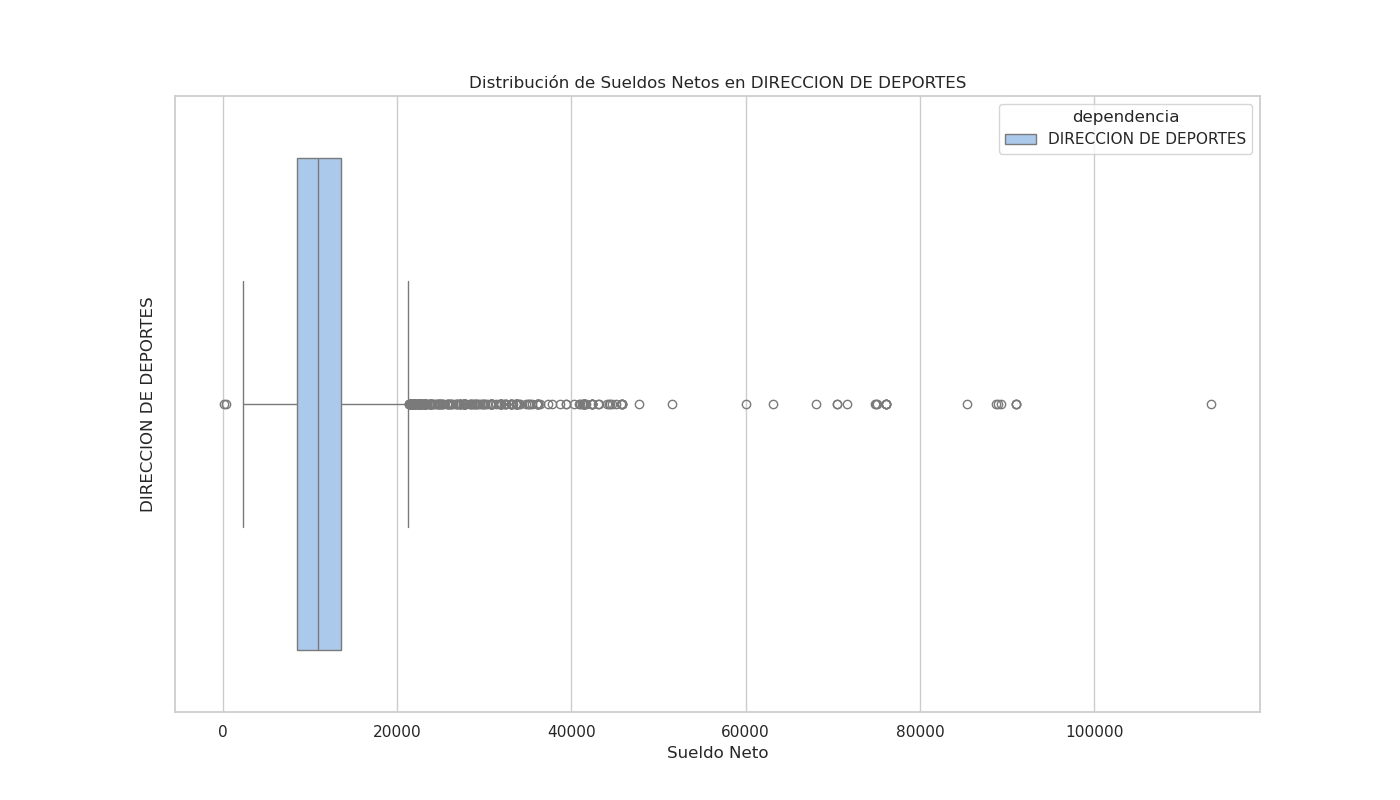 Distribución de Sueldos Netos en DIRECCION DE DEPORTES
dependencia
DIRECCION DE DEPORTES
DIRECCION DE DEPORTES
0
20000
40000
60000
80000
100000
Sueldo Neto